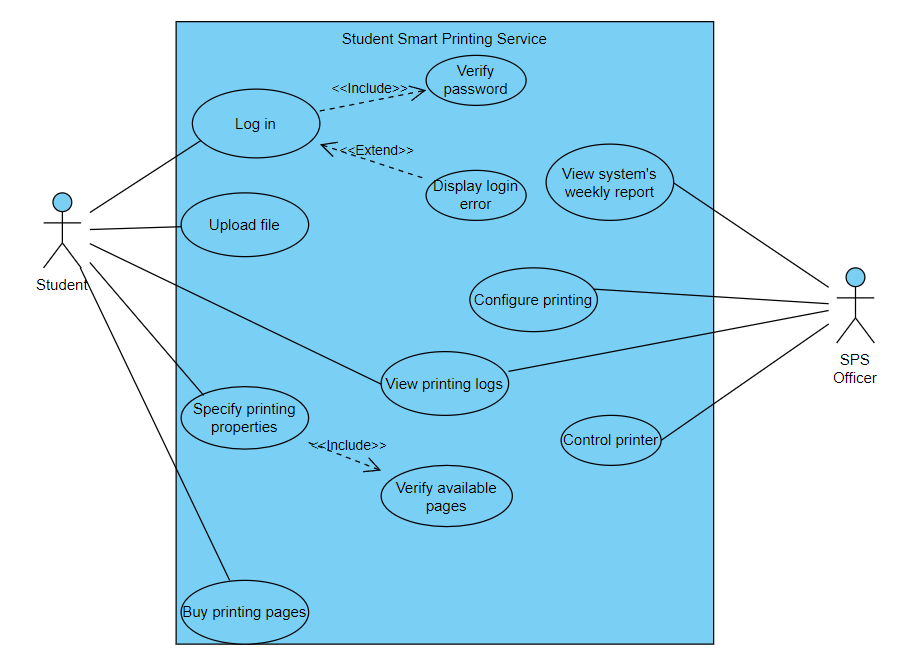 Student Smart Printing Service
Verify
password
<<Include>>
Log in
<<Extend>>
View system's
weekly report
Display login
error
Upload file
Student
Configure printing
SPS
Officer
View printing logs
Specify printing
properties
Control printer
<<Include>>
Verify available
pages
Buy printing pages